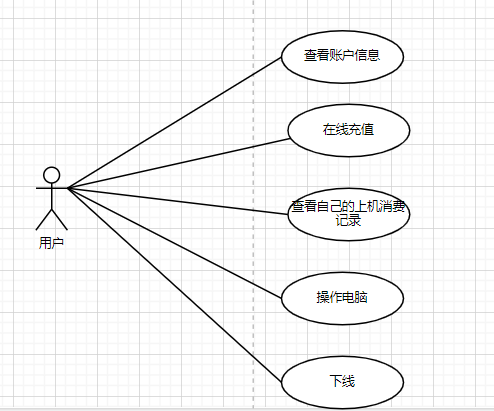 查看账户信息
在线充值
查看自己的上机消费
记录
用户
操作电脑
下线